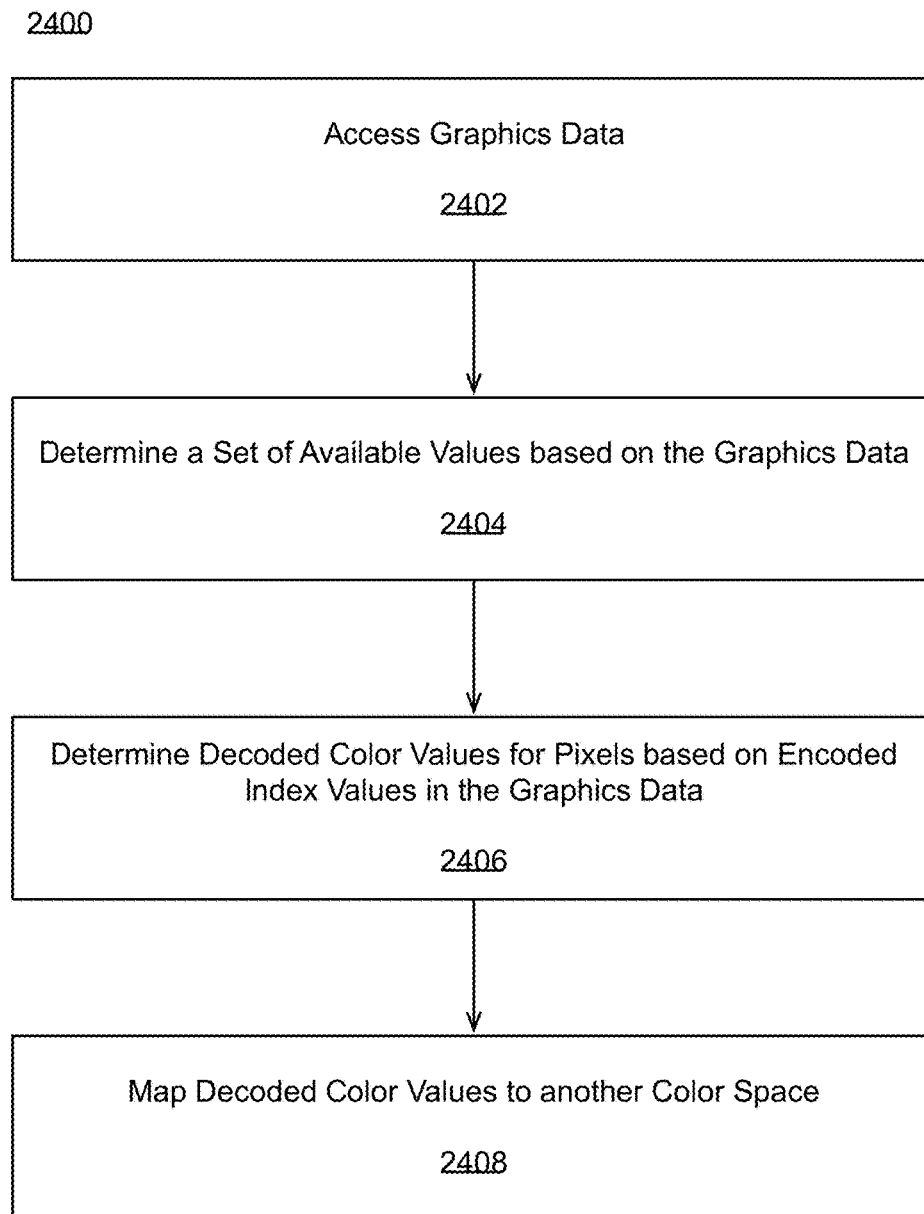 2400
Access Graphics Data
2402
Determine a Set of Available Values based on the Graphics Data
2404
Determine Decoded Color Values for Pixels based on Encoded
Index Values in the Graphics Data
2406
Map Decoded Color Values to another Color Space
2408